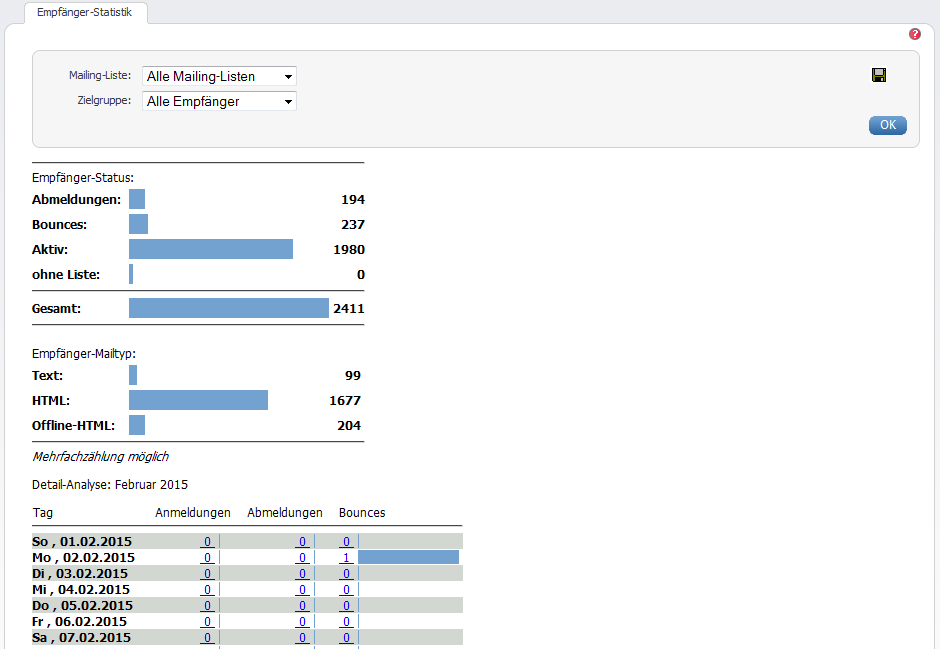 Empfänger-Statistik
?
Mailing-Liste: Alle Mailing-Listen
Zielgruppe: Alle Empfänger
OK
Empfänger-Status:
Abmeldungen: 194
Bounces: 237
Aktiv: 1980
ohne Liste: 0
Gesamt: 2411
Empfänger-Mailtyp:
Text: 99
HTML: 1677
Offline-HTML: 204
Mehrfachzählung möglich
Detail-Analyse: Februar 2015
Tag Anmeldungen Abmeldungen Bounces
So , 01.02.2015 0 0 0
Mo , 02.02.2015 0 0 1
Di , 03.02.2015 0 0 0
Mi , 04.02.2015 0 0 0
Do , 05.02.2015 0 0 0
Fr , 06.02.2015 0 0 0
Sa , 07.02.2015 0 0 0